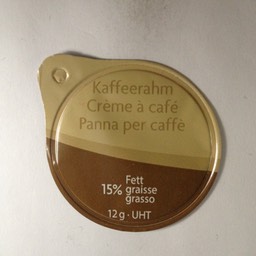 Kaffeerahm
Crème à café
Panna per caffè
Fett
15% graisse
grasso
12 g · UHT